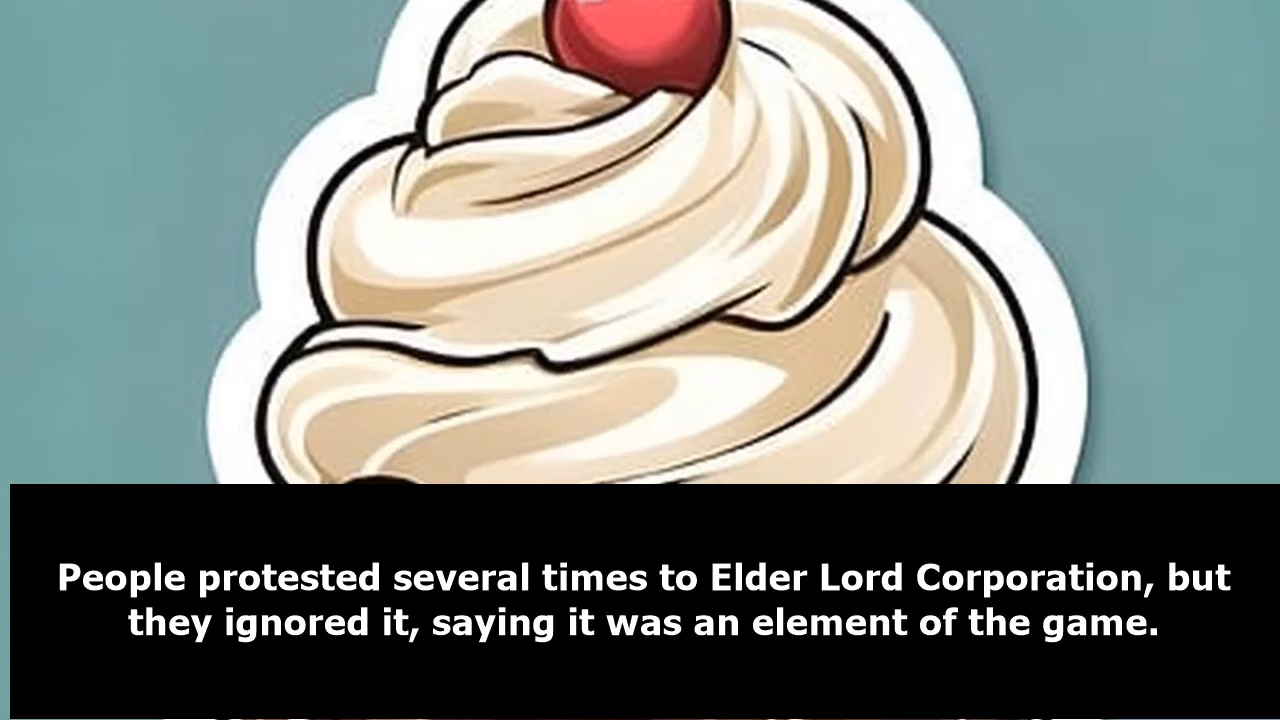 People protested several times to Elder Lord Corporation, but
they ignored it, saying it was an element of the game.